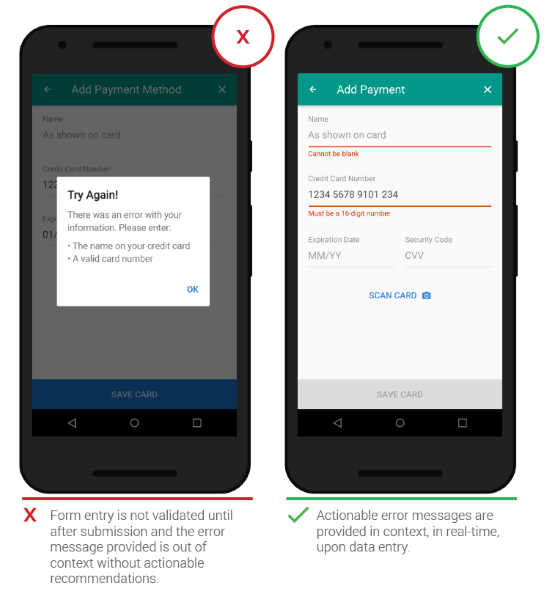 X
Add Payment Method
Name
As shown on card
Credit Card Number
123
Try Again!
There was an error with your
information. Please enter:
• The name on your credit card
• A valid card number
OK
01/
SAVE CARD
Add Payment
Name
As shown on card
Cannot be blank
Credit Card Number
1234 5678 9101 234
Must be a 16-digit number
Expiration Date Security Code
MM/YY CVV
SCAN CARD
SAVE CARD
X Form entry is not validated until
after submission and the error
message provided is out of
context without actionable
recommendations.
Actionable error messages are
provided in context, in real-time,
upon data entry.